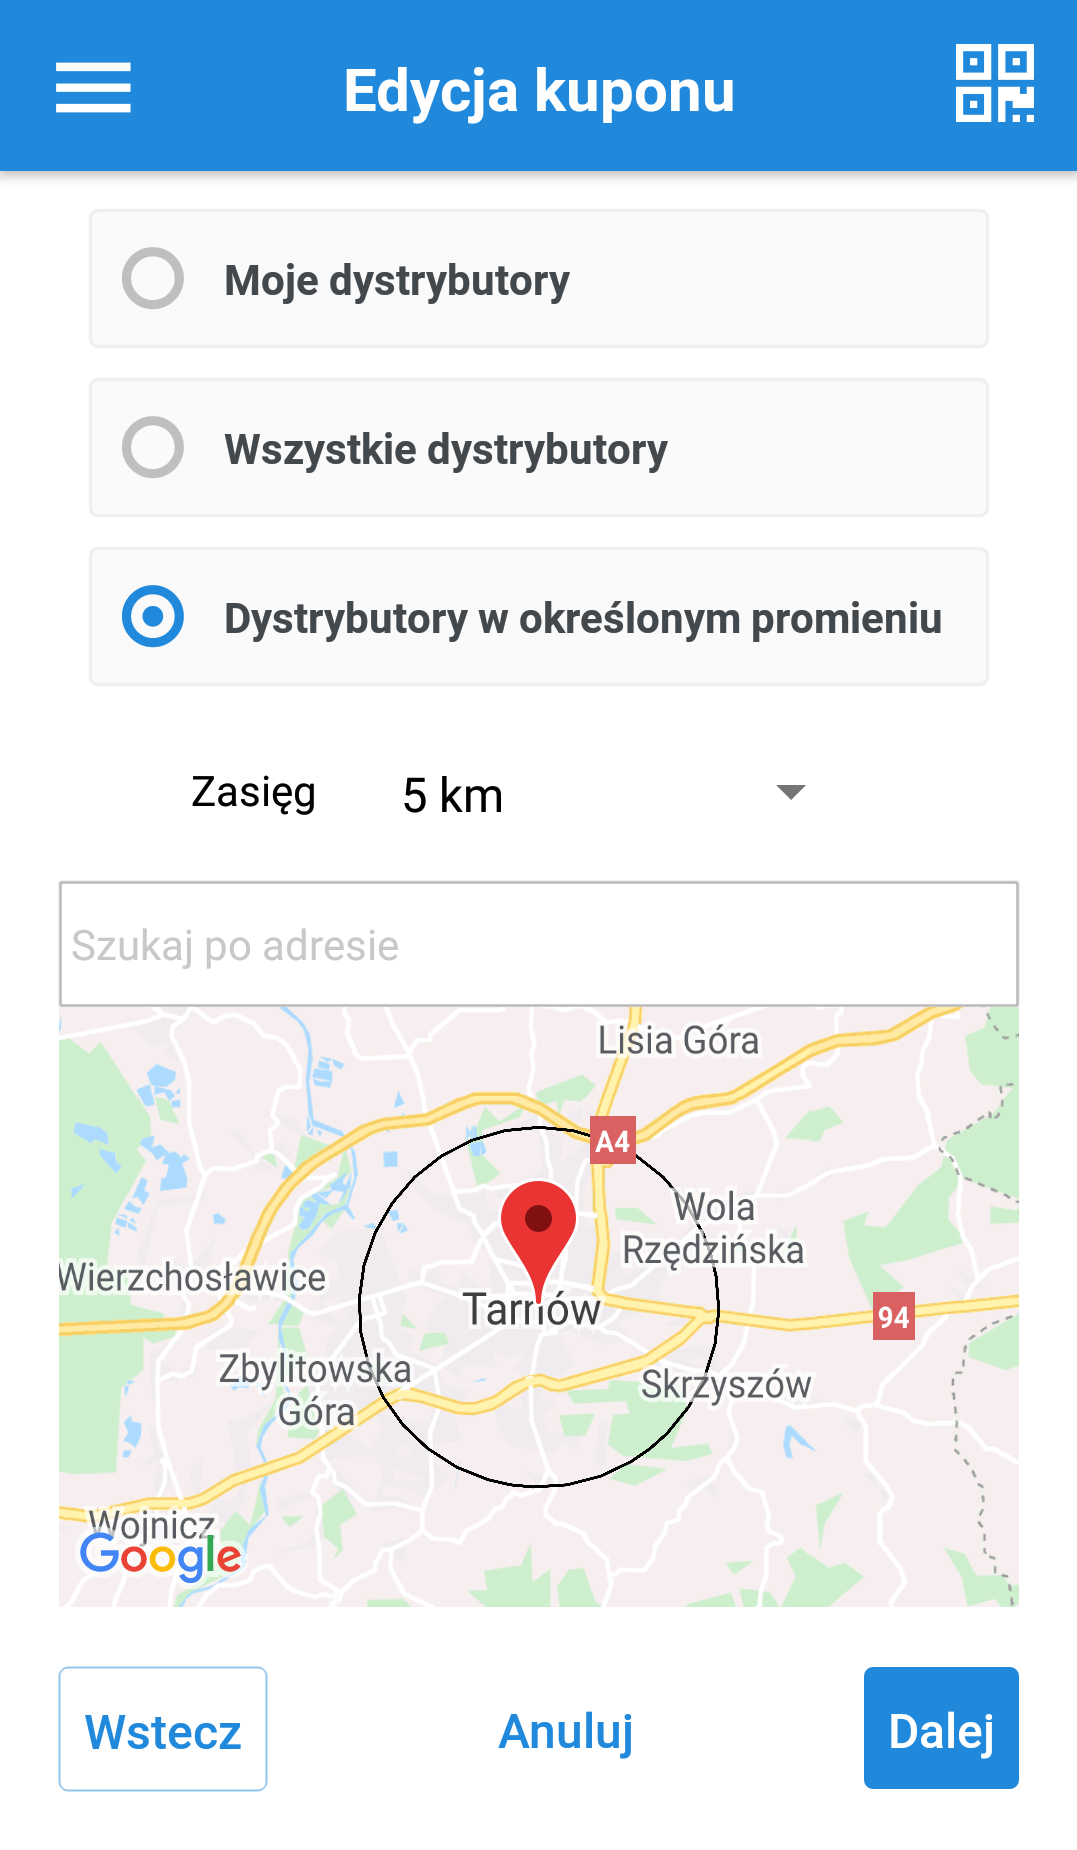 Edycja kuponu
Moje dystrybutory
Wszystkie dystrybutory
Dystrybutory w określonym promieniu
Zasięg 5 km
Szukaj po adresie
Lisia Góra
A4
Wola
Rzędzińska
Wierzchosławice
Tarnów
94
Zbylitowska
Góra
Skrzyszów
Wojnicz
Google
Wstecz Anuluj Dalej